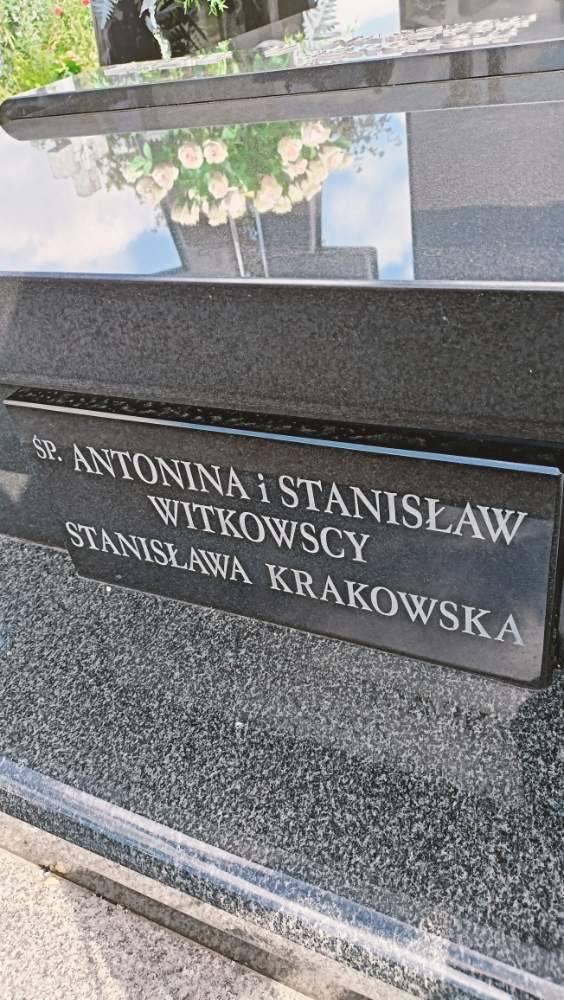 ŚP. ANTONINA i STANISŁAW
WITKOWSCY
STANISŁAWA KRAKOWSKA